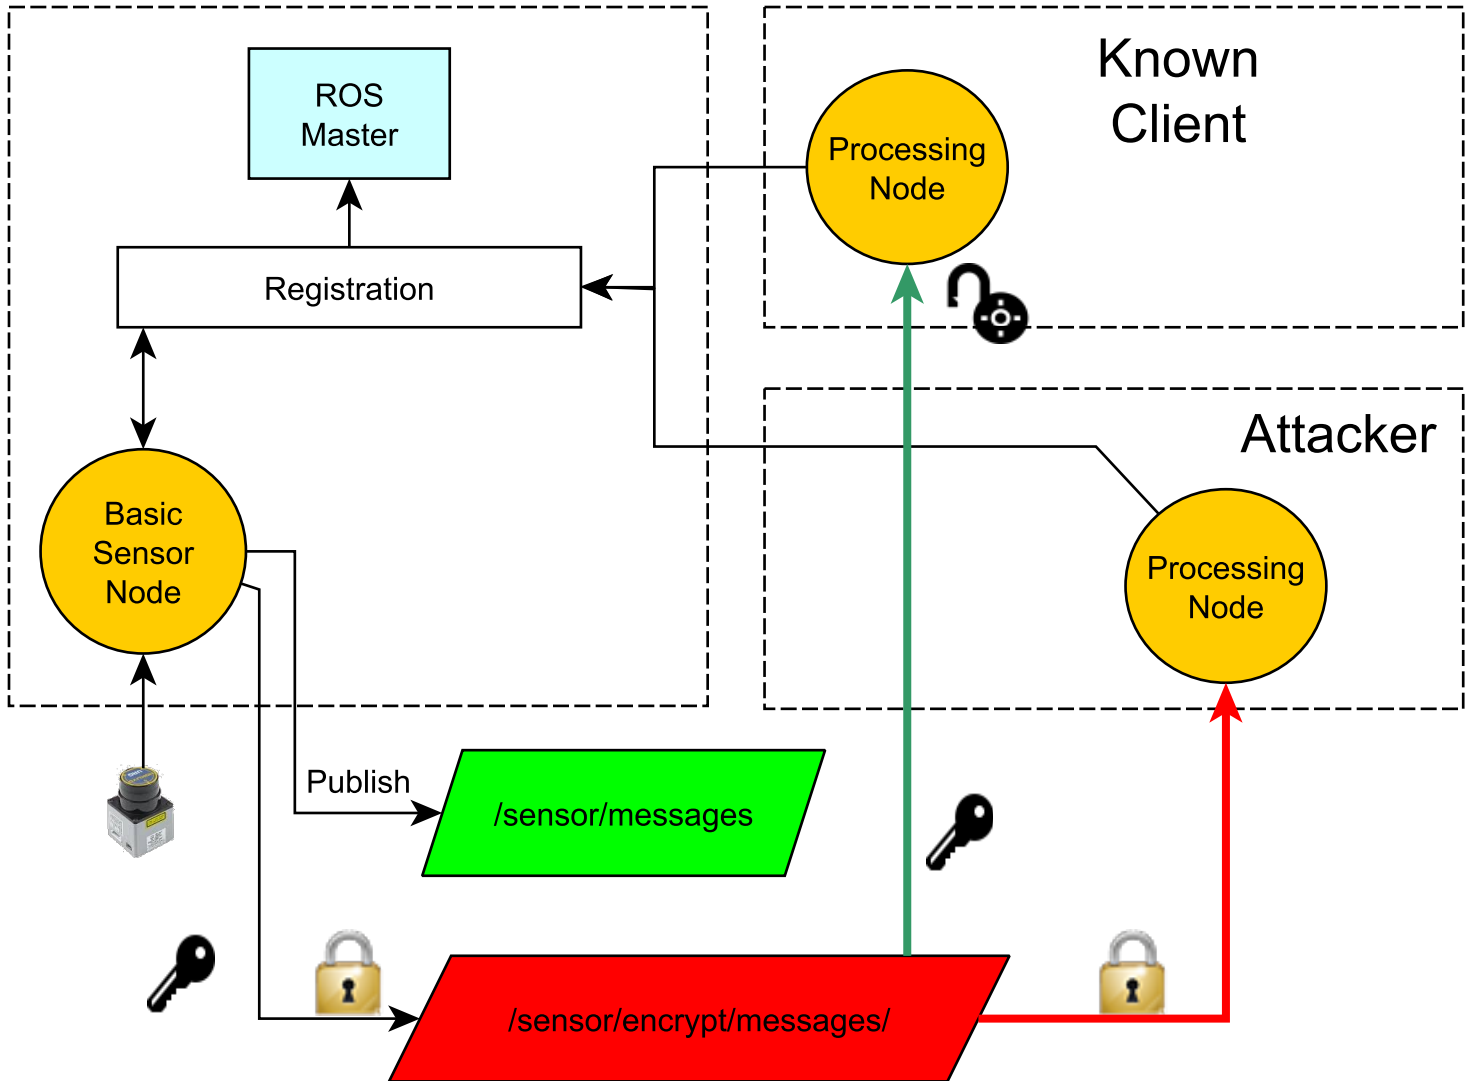 ROS
Master
Known
Client
Processing
Node
Registration
Attacker
Basic
Sensor
Node
Processing
Node
Publish
/sensor/messages
/sensor/encrypt/messages/